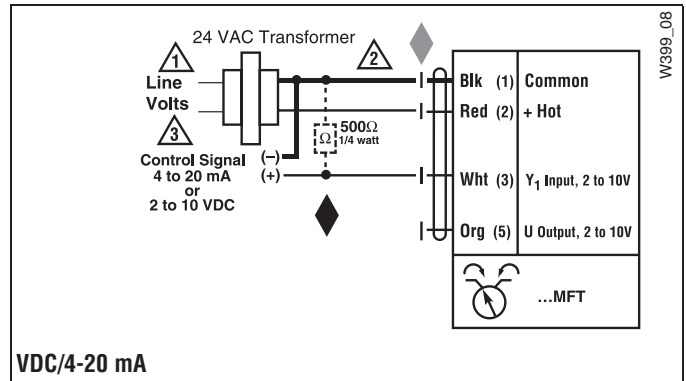 24 VAC Transformer
1
2
Line
Volts
3
Control Signal
4 to 20 mA
or
2 to 10 VDC
(–)
(+)
Ω
500Ω
1/4 watt
Blk (1) Common
Red (2) + Hot
Wht (3) Y1 Input, 2 to 10V
Org (5) U Output, 2 to 10V
...MFT
W399_08
VDC/4-20 mA